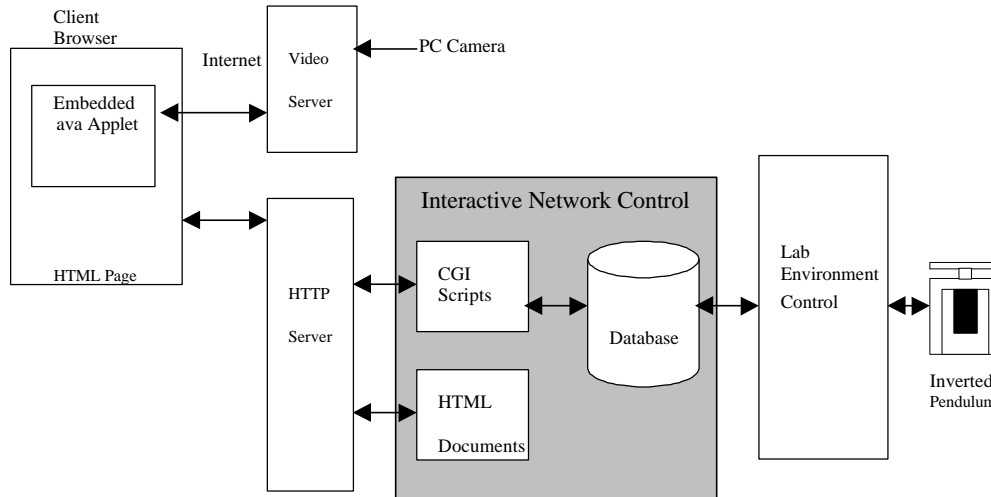 Client
Browser
Embedded
ava Applet
HTML Page
Internet
Video
Server
PC Camera
HTTP
Server
Interactive Network Control
CGI
Scripts
Database
HTML
Documents
Lab
Environment
Control
Inverted
Pendulum